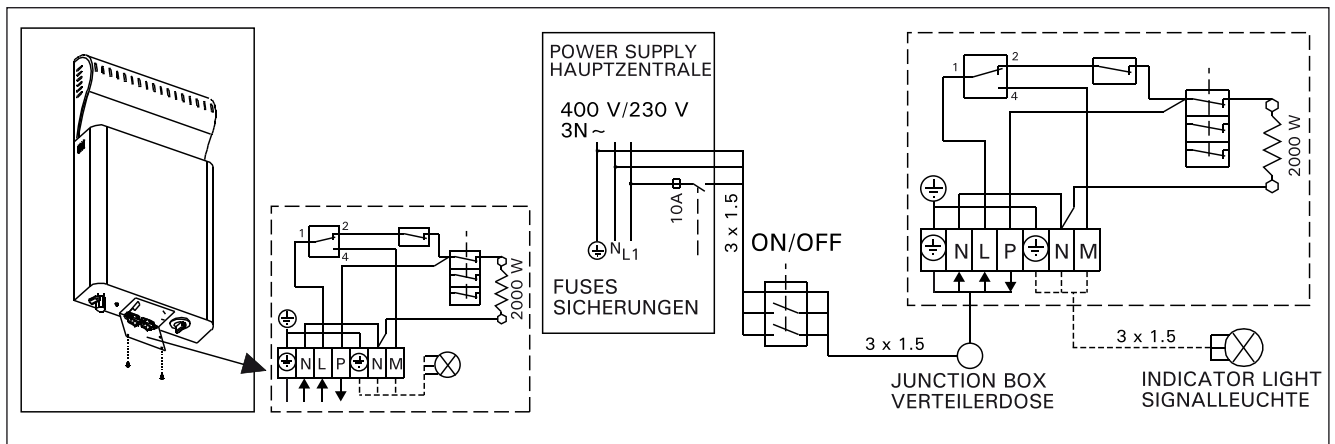 1
2
4
2000 W
N L P N M
POWER SUPPLY
HAUPTZENTRALE
400 V/230 V
3N~
10A
N L1
FUSES
SICHERUNGEN
3 x 1.5
ON/OFF
3 x 1.5
1
2
4
2000 W
N L P N M
JUNCTION BOX
VERTEILERDOSE
3 x 1.5
INDICATOR LIGHT
SIGNALLEUCHTE